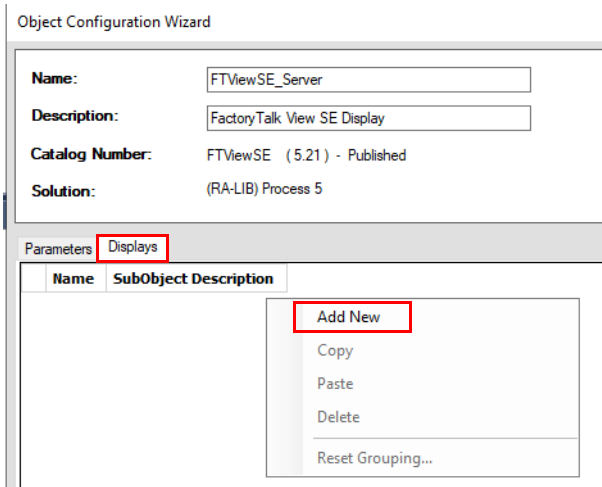 Object Configuration Wizard
Name: FTViewSE_Server
Description: FactoryTalk View SE Display
Catalog Number: FTViewSE ( 5.21 ) - Published
Solution: (RA-LIB) Process 5
Parameters Displays
Name SubObject Description
Add New
Copy
Paste
Delete
Reset Grouping...